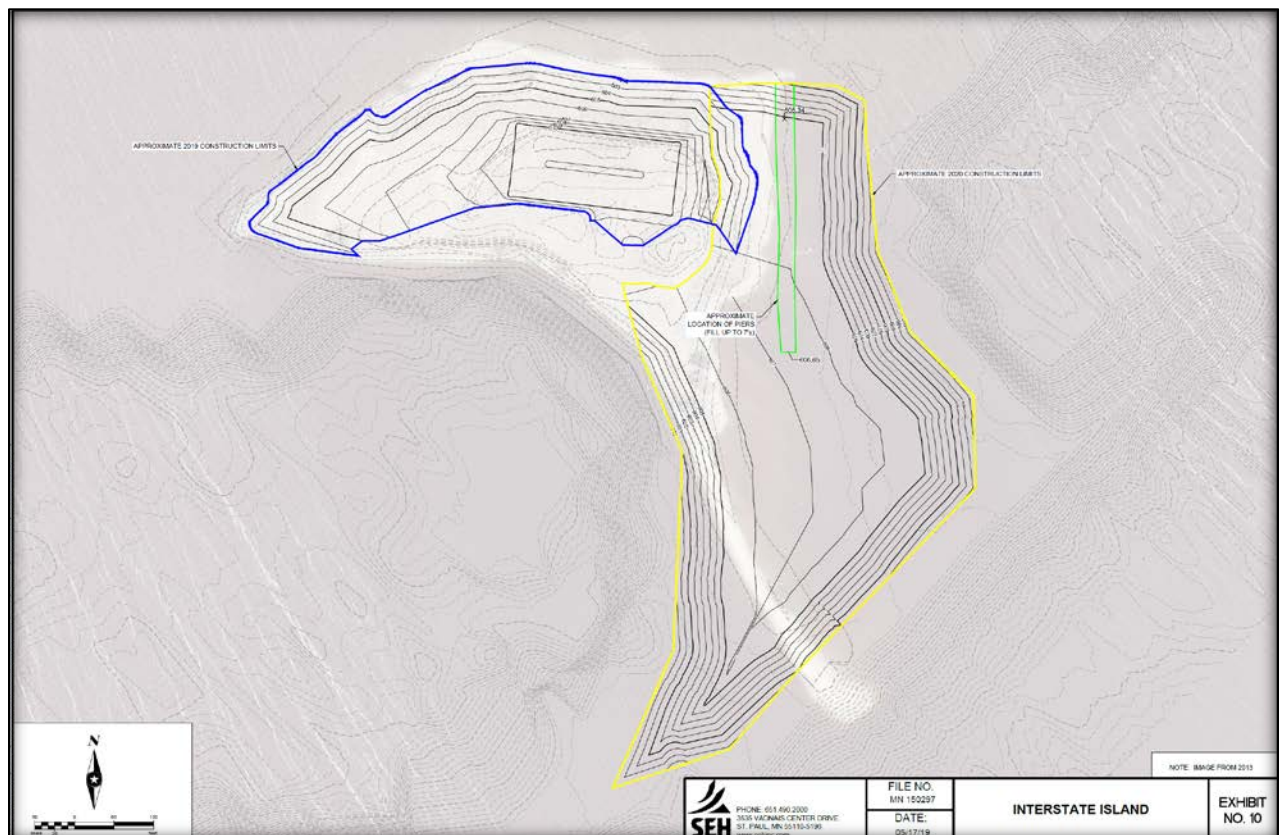 APPROXIMATE 2019 CONSTRUCTION LIMITS
APPROXIMATE 2020 CONSTRUCTION LIMITS
APPROXIMATE
LOCATION OF PIERS
(FILL UP TO 7'±)
N
NOTE: IMAGE FROM 2013
SEH
PHONE: 651.490.2000
3535 VADNAIS CENTER DRIVE
ST. PAUL, MN 55110-5196
FILE NO.
MN 150297
DATE:
05/17/19
INTERSTATE ISLAND
EXHIBIT
NO. 10